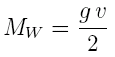 $M_W = \frac{g\,v}{2}$